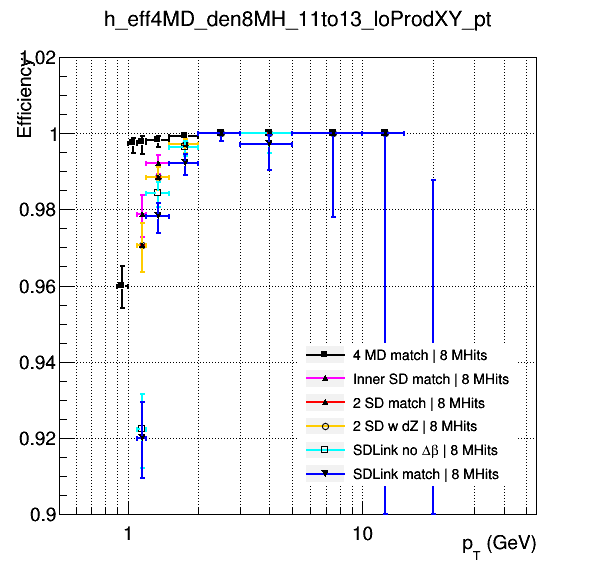 h_eff4MD_den8MH_11to13_loProdXY_pt
Efficiency
1.02
1
0.98
0.96
0.94
0.92
0.9
4 MD match | 8 MHits
Inner SD match | 8 MHits
2 SD match | 8 MHits
2 SD w dZ | 8 MHits
SDLink no Δβ | 8 MHits
SDLink match | 8 MHits
1
10
p_T (GeV)